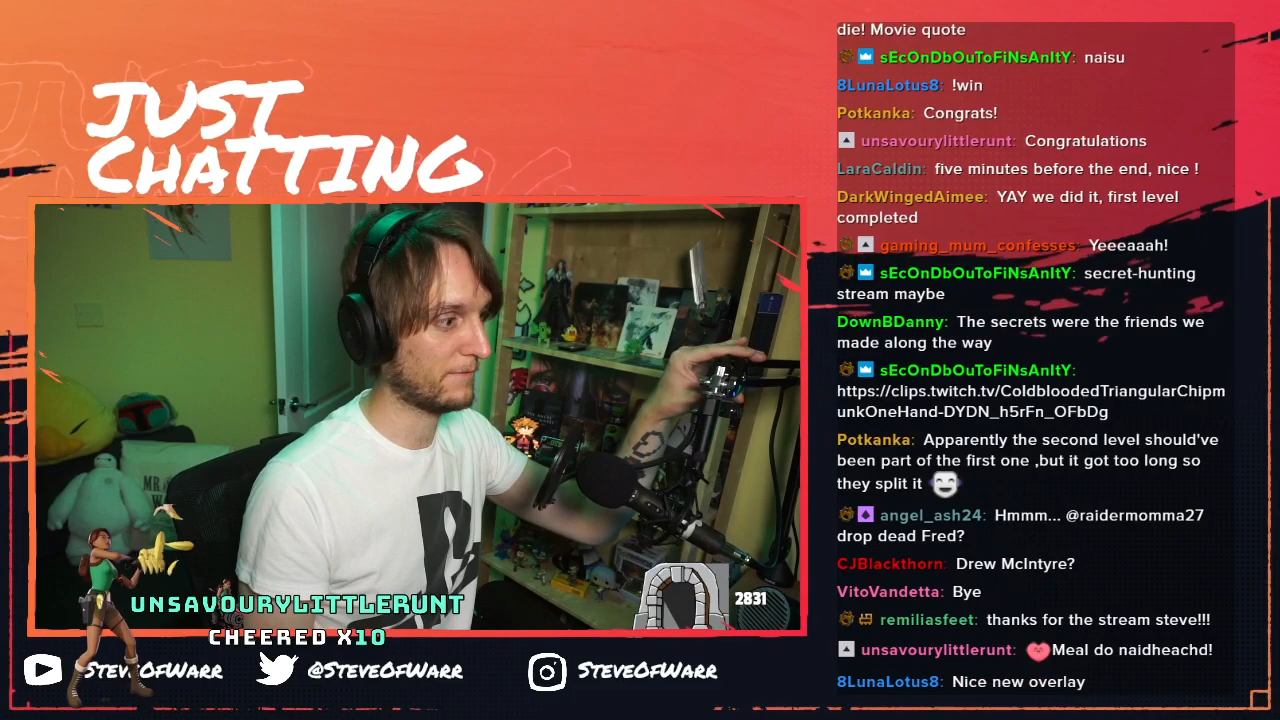 JUST
CHATTING
die! Movie quote
sEcOnDbOuToFiNsAnItY: naisu
8LunaLotus8: !win
Potkanka: Congrats!
unsavourylittlerunt: Congratulations
LaraCaldin: five minutes before the end, nice !
DarkWingedAimee: YAY we did it, first level
completed
gaming_mum_confesses: Yeeeaaah!
sEcOnDbOuToFiNsAnItY: secret-hunting
stream maybe
DownBDanny: The secrets were the friends we
made along the way
sEcOnDbOuToFiNsAnItY:
https://clips.twitch.tv/ColdbloodedTriangularChipm
unkOneHand-DYDN_h5rFn_OFbDg
Potkanka: Apparently the second level should've
been part of the first one ,but it got too long so
they split it
angel_ash24: Hmmm... @raidermomma27
drop dead Fred?
CJBlackthorn: Drew McIntyre?
VitoVandetta: Bye
remiliasfeet: thanks for the stream steve!!!
unsavourylittlerunt: Meal do naidheachd!
8LunaLotus8: Nice new overlay
MR
2831
UNSAVOURYLITTLERUNT
CHEERED X10
SteveOfWarr
@SteveOfWarr
SteveOfWarr